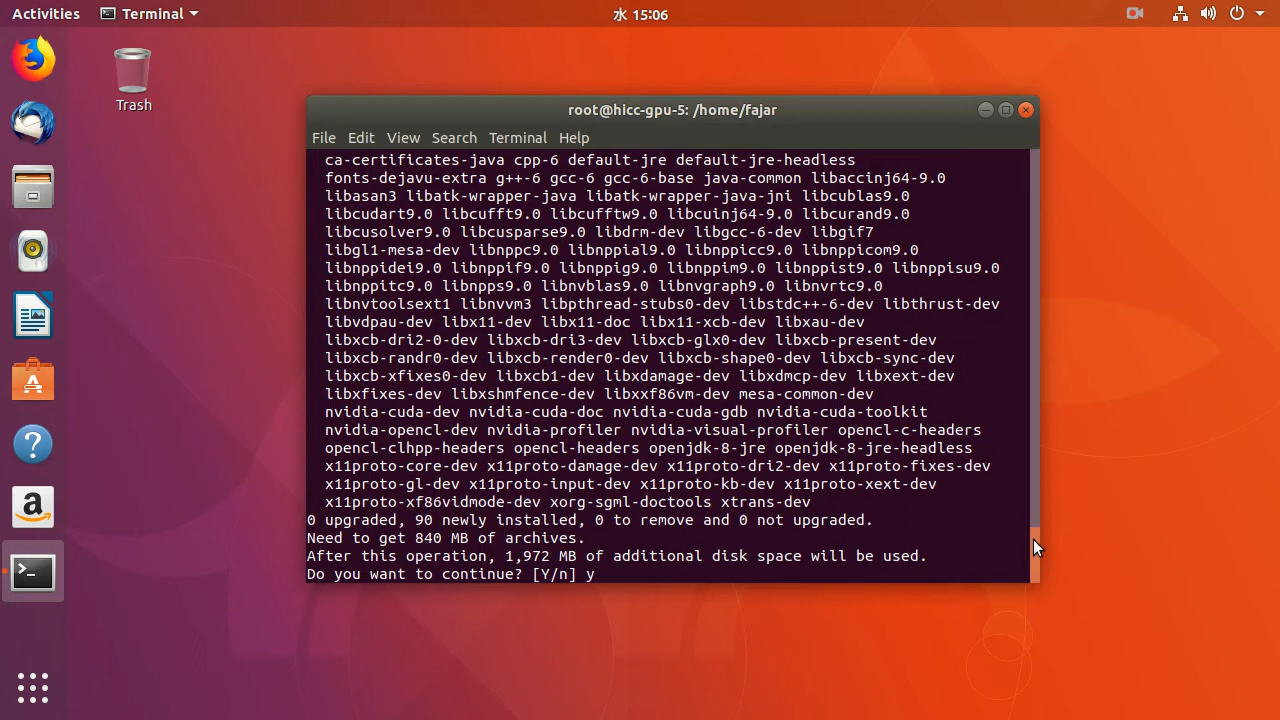 Activities Terminal 水 15:06
Trash
root@hicc-gpu-5: /home/fajar
File Edit View Search Terminal Help
ca-certificates-java cpp-6 default-jre default-jre-headless
fonts-dejavu-extra g++-6 gcc-6 gcc-6-base java-common libaccinj64-9.0
libasan3 libatk-wrapper-java libatk-wrapper-java-jni libcublas9.0
libcudart9.0 libcufft9.0 libcufftw9.0 libcuinj64-9.0 libcurand9.0
libcusolver9.0 libcusparse9.0 libdrm-dev libgcc-6-dev libgif7
libgl1-mesa-dev libnppc9.0 libnppial9.0 libnppicc9.0 libnppicom9.0
libnppidei9.0 libnppif9.0 libnppig9.0 libnppim9.0 libnppist9.0 libnppisu9.0
libnppitc9.0 libnpps9.0 libnvblas9.0 libnvgraph9.0 libnvrtc9.0
libnvtoolsext1 libnvvm3 libpthread-stubs0-dev libstdc++-6-dev libthrust-dev
libvdpau-dev libx11-dev libx11-doc libx11-xcb-dev libxau-dev
libxcb-dri2-0-dev libxcb-dri3-dev libxcb-glx0-dev libxcb-present-dev
libxcb-randr0-dev libxcb-render0-dev libxcb-shape0-dev libxcb-sync-dev
libxcb-xfixes0-dev libxcb1-dev libxdamage-dev libxdmcp-dev libxext-dev
libxfixes-dev libxshmfence-dev libxxf86vm-dev mesa-common-dev
nvidia-cuda-dev nvidia-cuda-doc nvidia-cuda-gdb nvidia-cuda-toolkit
nvidia-opencl-dev nvidia-profiler nvidia-visual-profiler opencl-c-headers
opencl-clhpp-headers opencl-headers openjdk-8-jre openjdk-8-jre-headless
x11proto-core-dev x11proto-damage-dev x11proto-dri2-dev x11proto-fixes-dev
x11proto-gl-dev x11proto-input-dev x11proto-kb-dev x11proto-xext-dev
x11proto-xf86vidmode-dev xorg-sgml-doctools xtrans-dev
0 upgraded, 90 newly installed, 0 to remove and 0 not upgraded.
Need to get 840 MB of archives.
After this operation, 1,972 MB of additional disk space will be used.
Do you want to continue? [Y/n] y